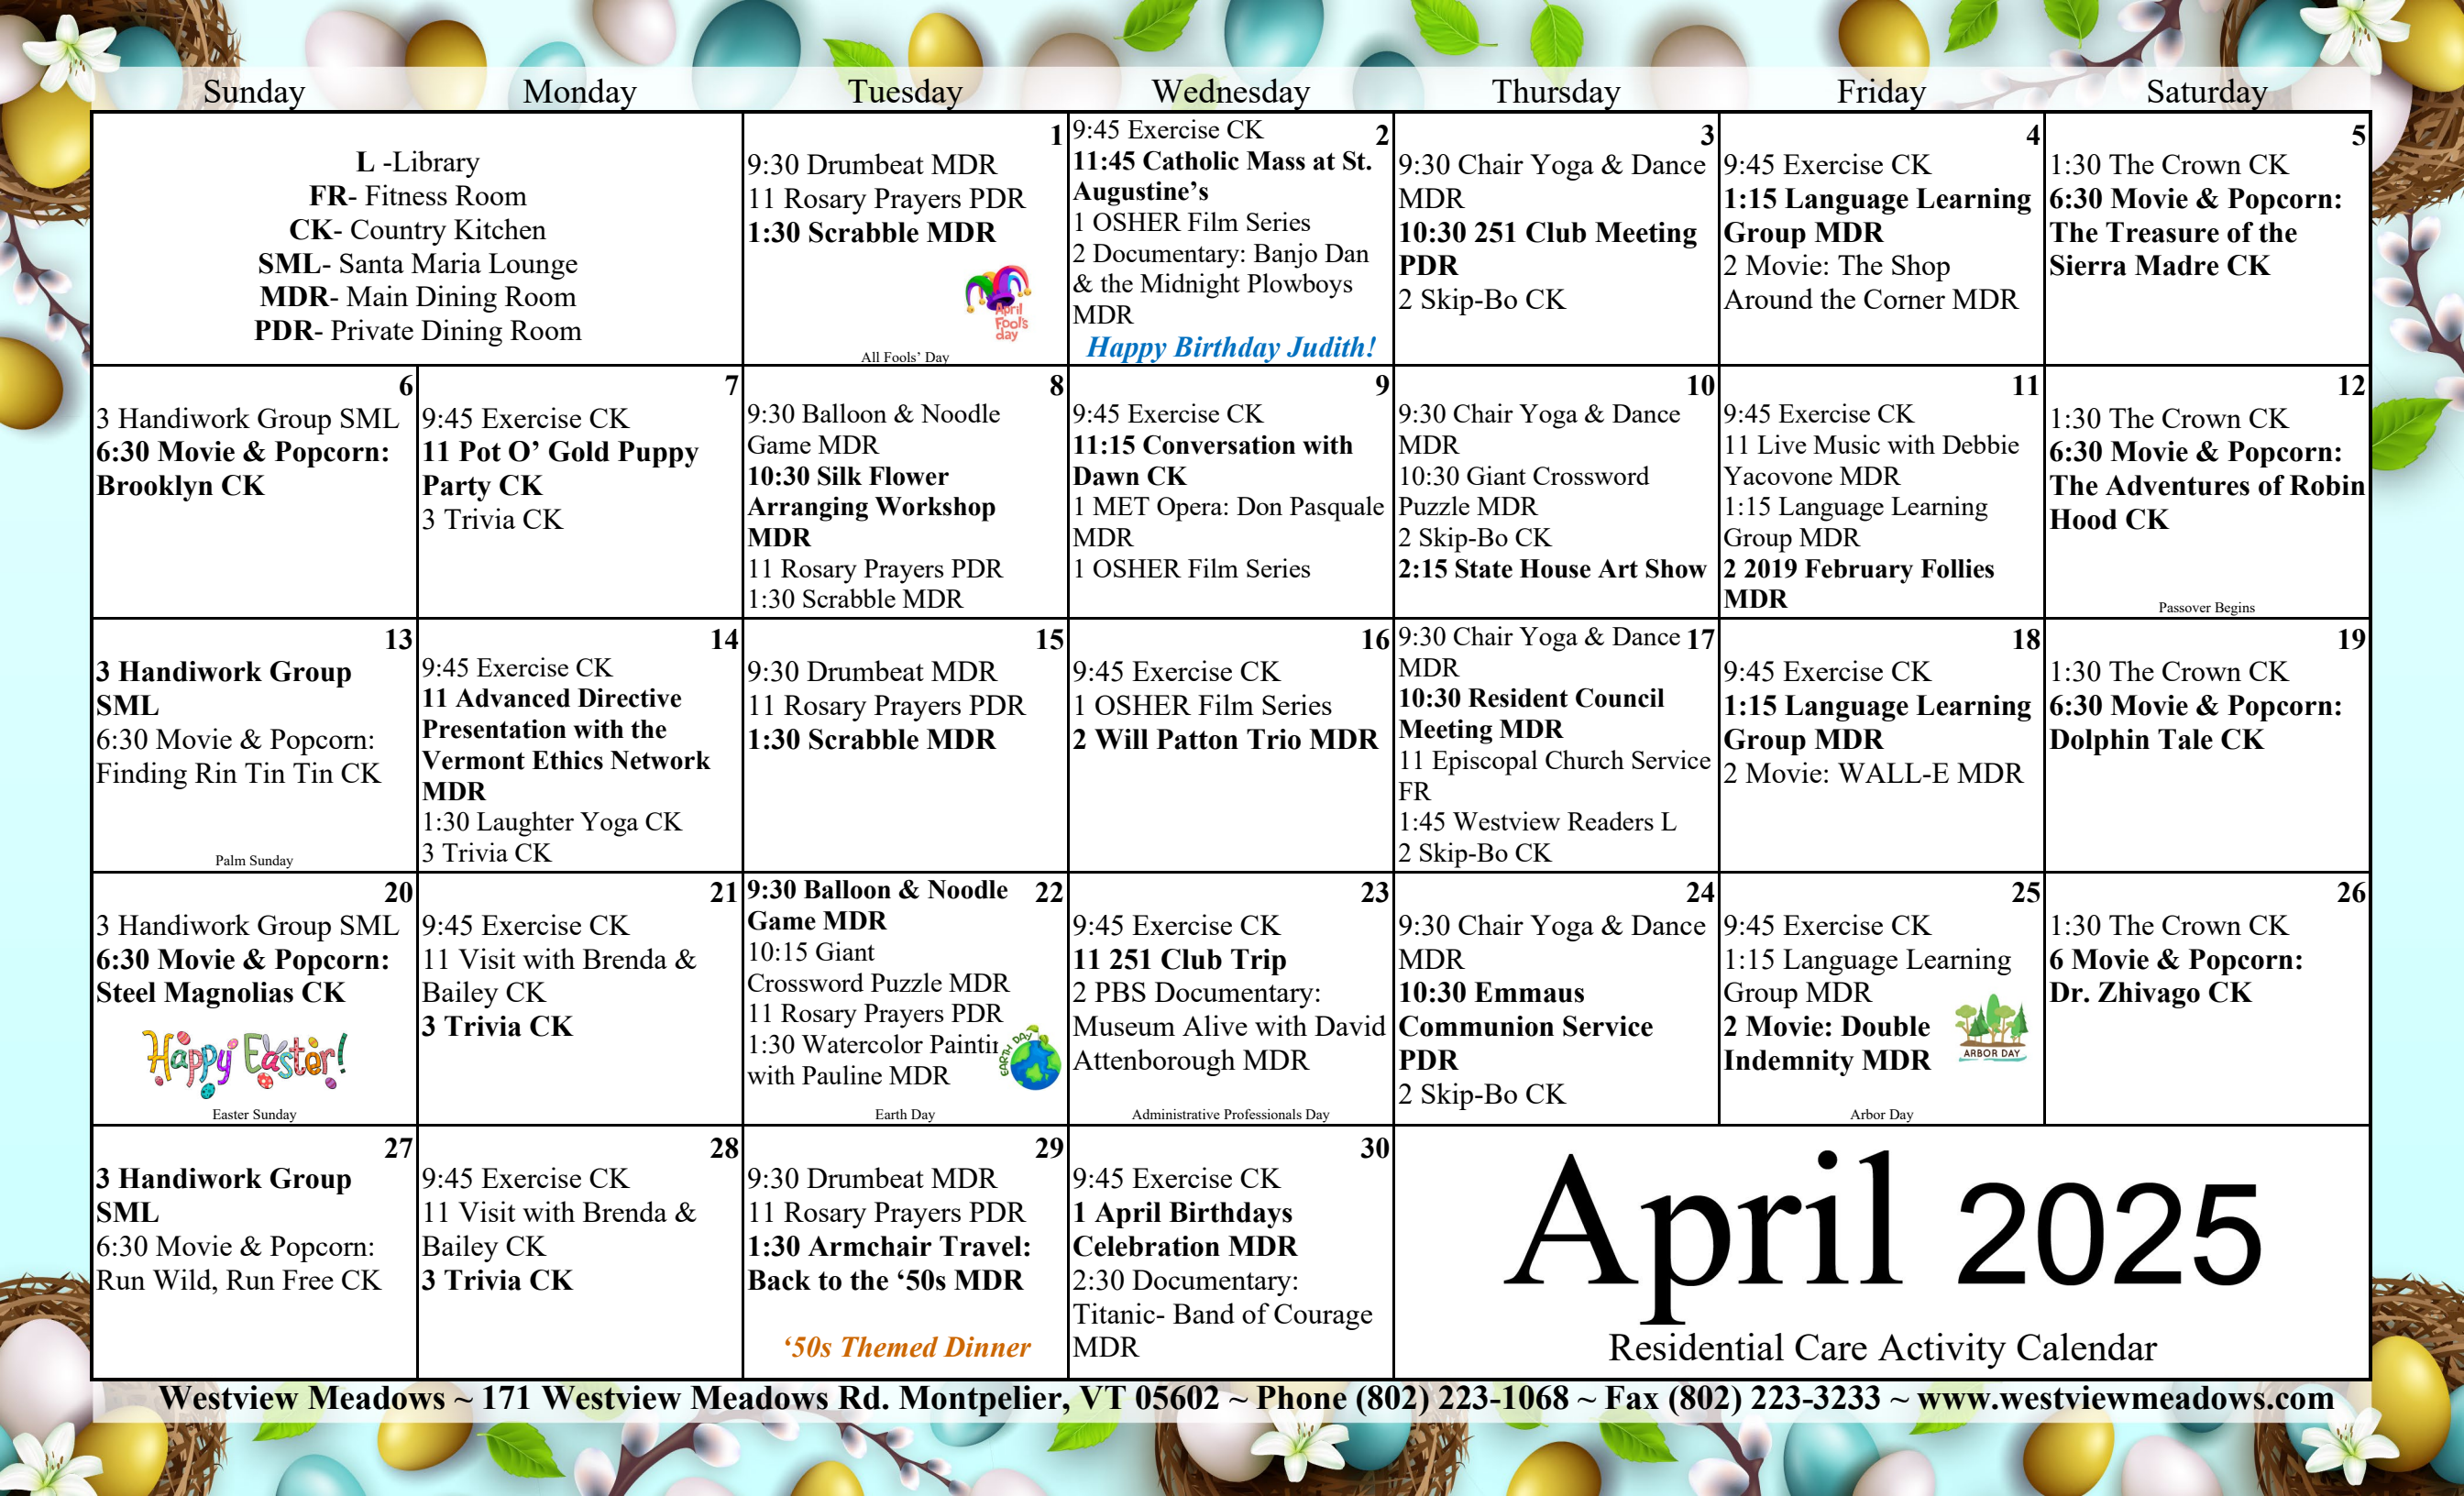 Sunday Monday Tuesday Wednesday Thursday Friday Saturday
L -Library
FR- Fitness Room
CK- Country Kitchen
SML- Santa Maria Lounge
MDR- Main Dining Room
PDR- Private Dining Room
1
9:30 Drumbeat MDR
11 Rosary Prayers PDR
1:30 Scrabble MDR
April
Fool's
day
All Fools’ Day
2
9:45 Exercise CK
11:45 Catholic Mass at St.
Augustine’s
1 OSHER Film Series
2 Documentary: Banjo Dan
& the Midnight Plowboys
MDR
Happy Birthday Judith!
3
9:30 Chair Yoga & Dance
MDR
10:30 251 Club Meeting
PDR
2 Skip-Bo CK
4
9:45 Exercise CK
1:15 Language Learning
Group MDR
2 Movie: The Shop
Around the Corner MDR
5
1:30 The Crown CK
6:30 Movie & Popcorn:
The Treasure of the
Sierra Madre CK
6
3 Handiwork Group SML
6:30 Movie & Popcorn:
Brooklyn CK
7
9:45 Exercise CK
11 Pot O’ Gold Puppy
Party CK
3 Trivia CK
8
9:30 Balloon & Noodle
Game MDR
10:30 Silk Flower
Arranging Workshop
MDR
11 Rosary Prayers PDR
1:30 Scrabble MDR
9
9:45 Exercise CK
11:15 Conversation with
Dawn CK
1 MET Opera: Don Pasquale
MDR
1 OSHER Film Series
10
9:30 Chair Yoga & Dance
MDR
10:30 Giant Crossword
Puzzle MDR
2 Skip-Bo CK
2:15 State House Art Show
11
9:45 Exercise CK
11 Live Music with Debbie
Yacovone MDR
1:15 Language Learning
Group MDR
2 2019 February Follies
MDR
12
1:30 The Crown CK
6:30 Movie & Popcorn:
The Adventures of Robin
Hood CK
Passover Begins
13
3 Handiwork Group
SML
6:30 Movie & Popcorn:
Finding Rin Tin Tin CK
Palm Sunday
14
9:45 Exercise CK
11 Advanced Directive
Presentation with the
Vermont Ethics Network
MDR
1:30 Laughter Yoga CK
3 Trivia CK
15
9:30 Drumbeat MDR
11 Rosary Prayers PDR
1:30 Scrabble MDR
16
9:45 Exercise CK
1 OSHER Film Series
2 Will Patton Trio MDR
17
9:30 Chair Yoga & Dance
MDR
10:30 Resident Council
Meeting MDR
11 Episcopal Church Service
FR
1:45 Westview Readers L
2 Skip-Bo CK
18
9:45 Exercise CK
1:15 Language Learning
Group MDR
2 Movie: WALL-E MDR
19
1:30 The Crown CK
6:30 Movie & Popcorn:
Dolphin Tale CK
20
3 Handiwork Group SML
6:30 Movie & Popcorn:
Steel Magnolias CK
Happy Easter!
Easter Sunday
21
9:45 Exercise CK
11 Visit with Brenda &
Bailey CK
3 Trivia CK
22
9:30 Balloon & Noodle
Game MDR
10:15 Giant
Crossword Puzzle MDR
11 Rosary Prayers PDR
1:30 Watercolor Paintin
with Pauline MDR
EARTH DAY
Earth Day
23
9:45 Exercise CK
11 251 Club Trip
2 PBS Documentary:
Museum Alive with David
Attenborough MDR
Administrative Professionals Day
24
9:30 Chair Yoga & Dance
MDR
10:30 Emmaus
Communion Service
PDR
2 Skip-Bo CK
25
9:45 Exercise CK
1:15 Language Learning
Group MDR
2 Movie: Double
Indemnity MDR
ARBOR DAY
Arbor Day
26
1:30 The Crown CK
6 Movie & Popcorn:
Dr. Zhivago CK
27
3 Handiwork Group
SML
6:30 Movie & Popcorn:
Run Wild, Run Free CK
28
9:45 Exercise CK
11 Visit with Brenda &
Bailey CK
3 Trivia CK
29
9:30 Drumbeat MDR
11 Rosary Prayers PDR
1:30 Armchair Travel:
Back to the ‘50s MDR
‘50s Themed Dinner
30
9:45 Exercise CK
1 April Birthdays
Celebration MDR
2:30 Documentary:
Titanic- Band of Courage
MDR
April 2025
Residential Care Activity Calendar
Westview Meadows ~ 171 Westview Meadows Rd. Montpelier, VT 05602 ~ Phone (802) 223-1068 ~ Fax (802) 223-3233 ~ www.westviewmeadows.com